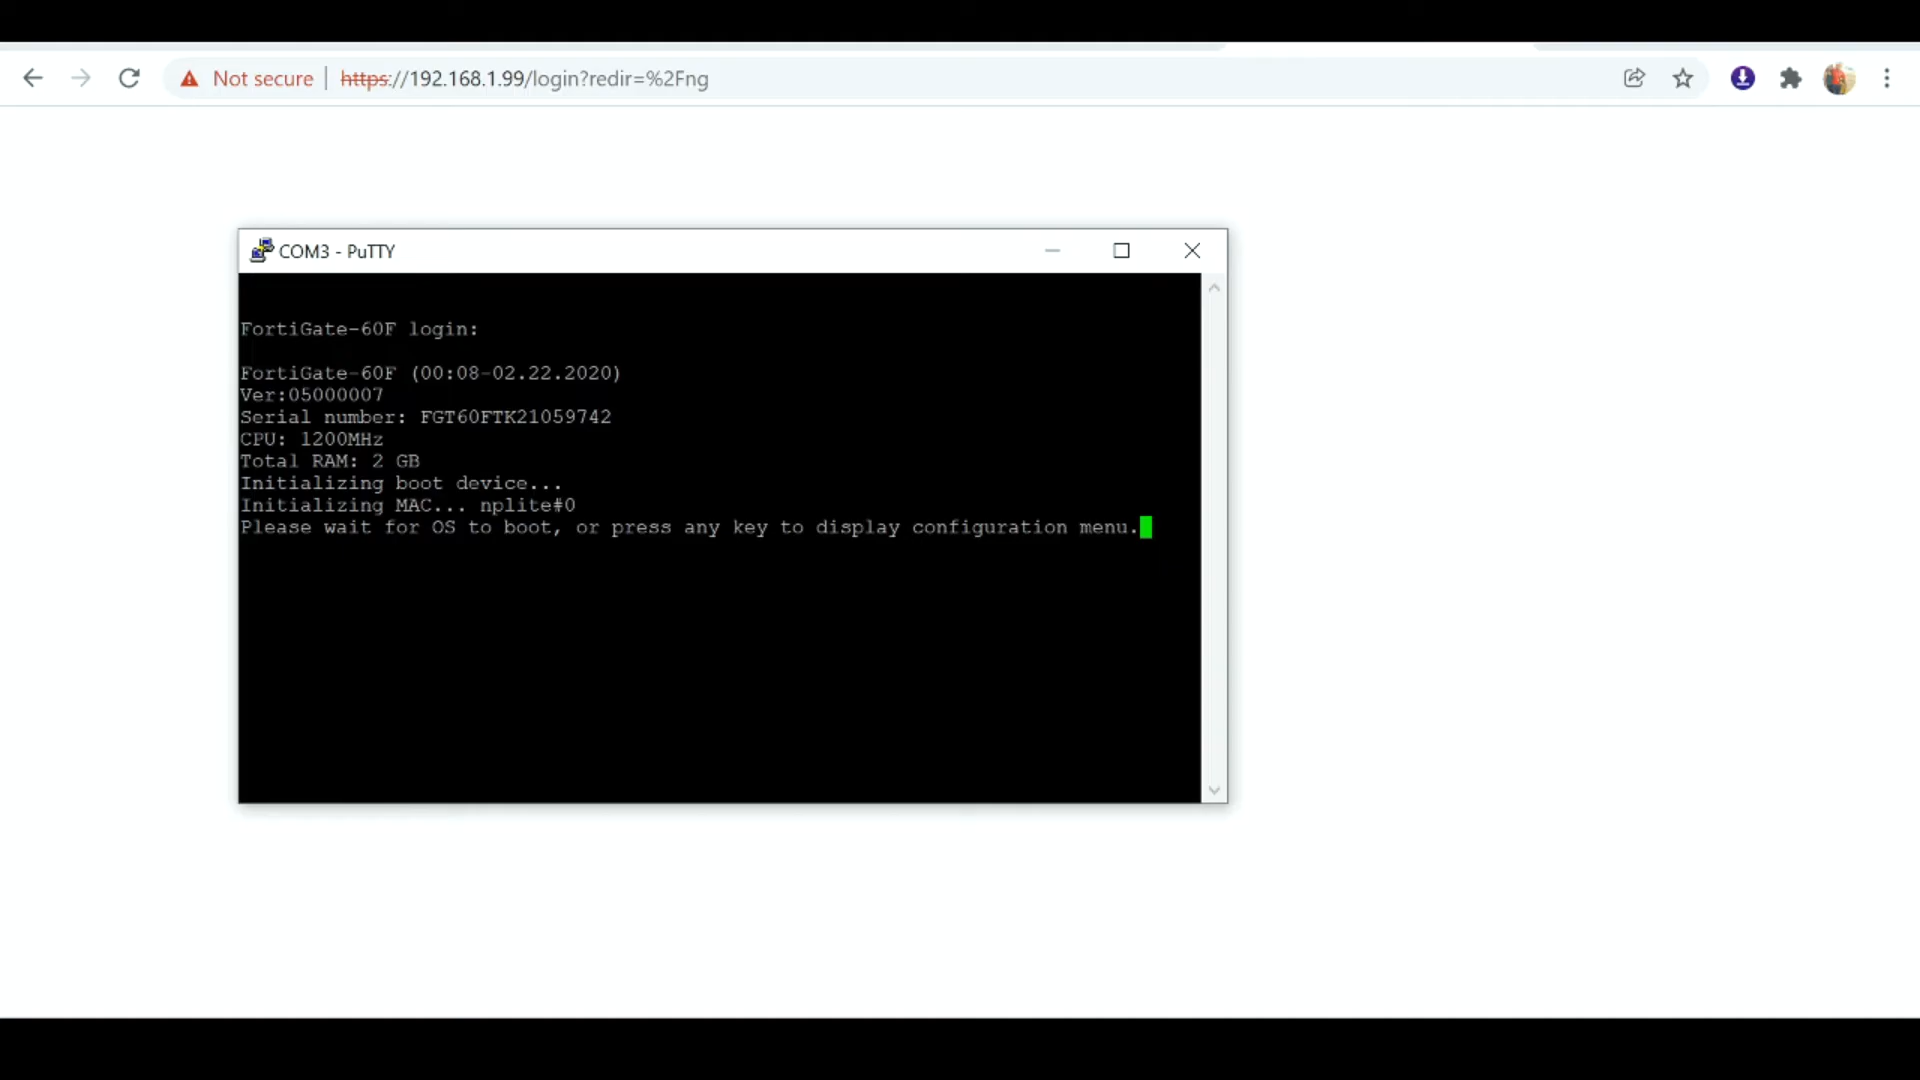 Not secure | https://192.168.1.99/login?redir=%2Fng
COM3 - PuTTY
FortiGate-60F login:
FortiGate-60F (00:08-02.22.2020)
Ver:05000007
Serial number: FGT60FTK21059742
CPU: 1200MHz
Total RAM: 2 GB
Initializing boot device...
Initializing MAC... nplite#0
Please wait for OS to boot, or press any key to display configuration menu.